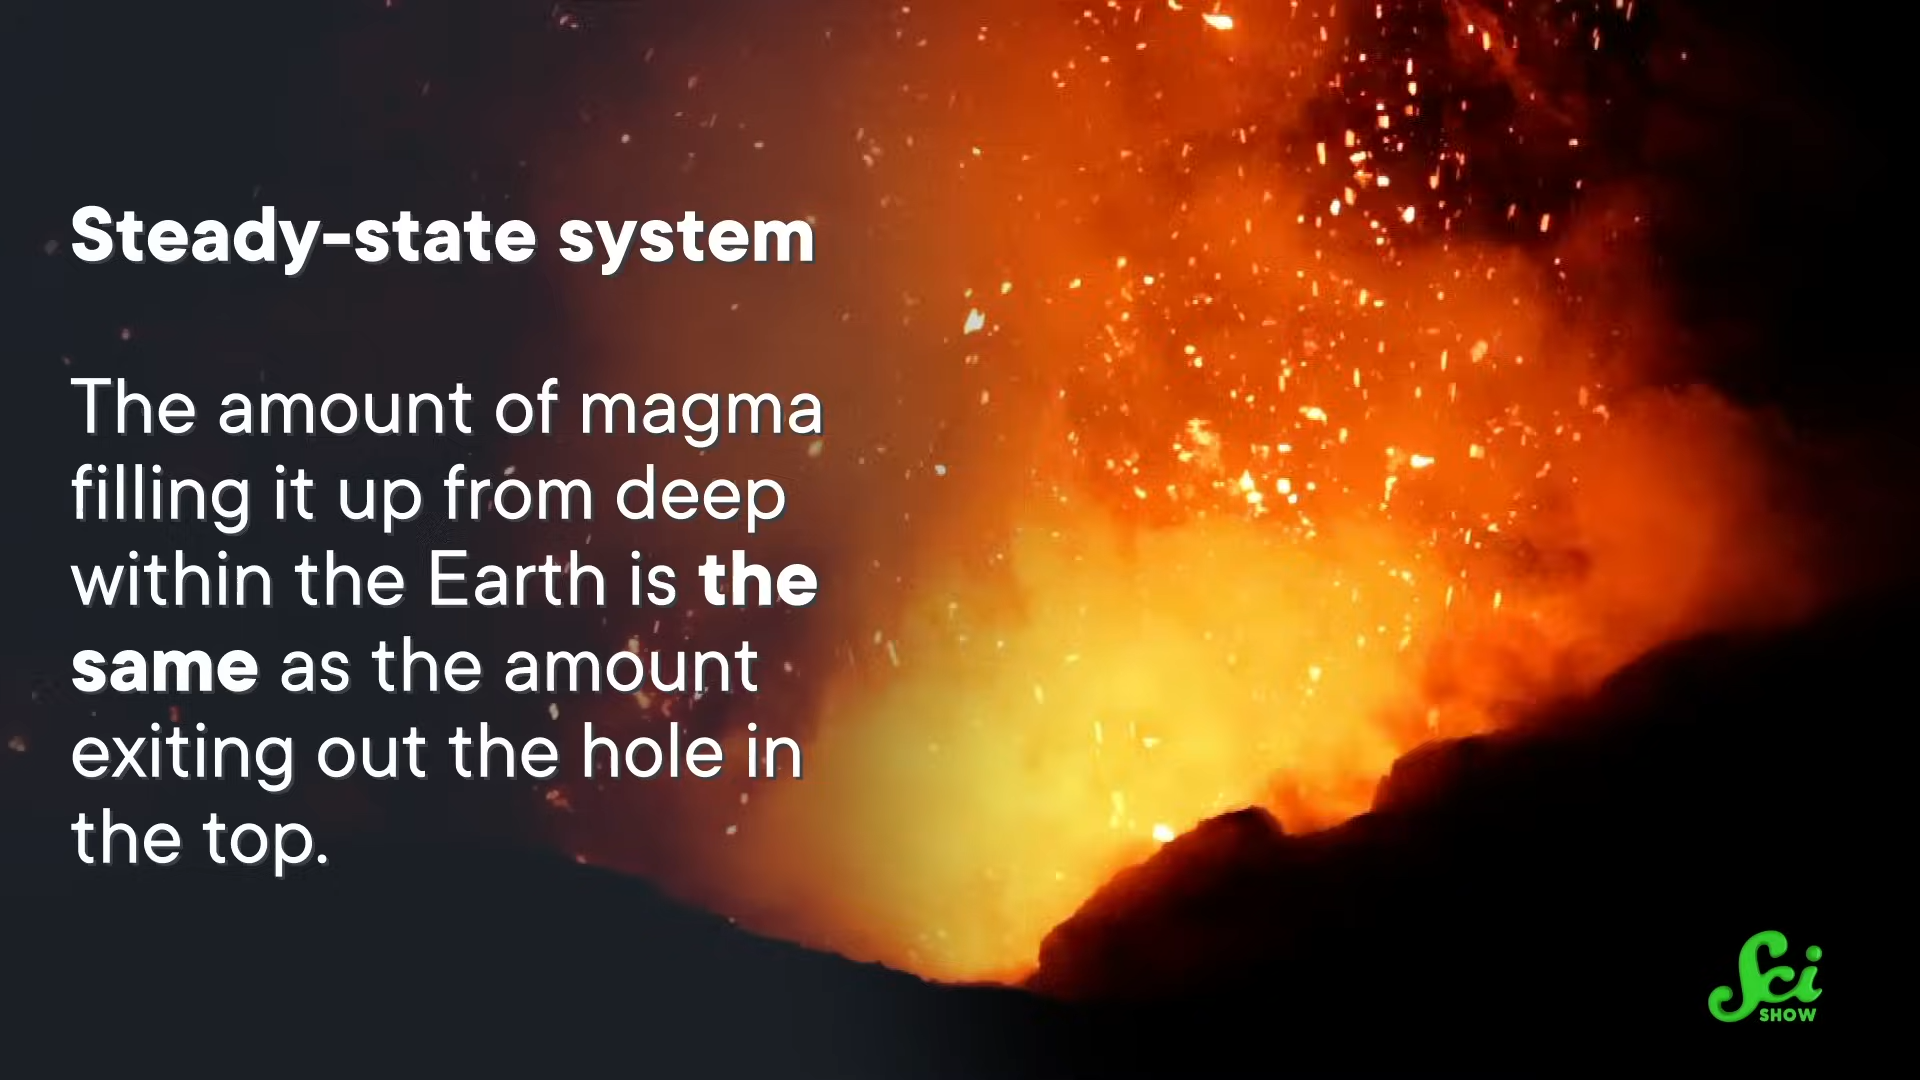 Steady-state system
The amount of magma
filling it up from deep
within the Earth is the
same as the amount
exiting out the hole in
the top.
Sci
SHOW